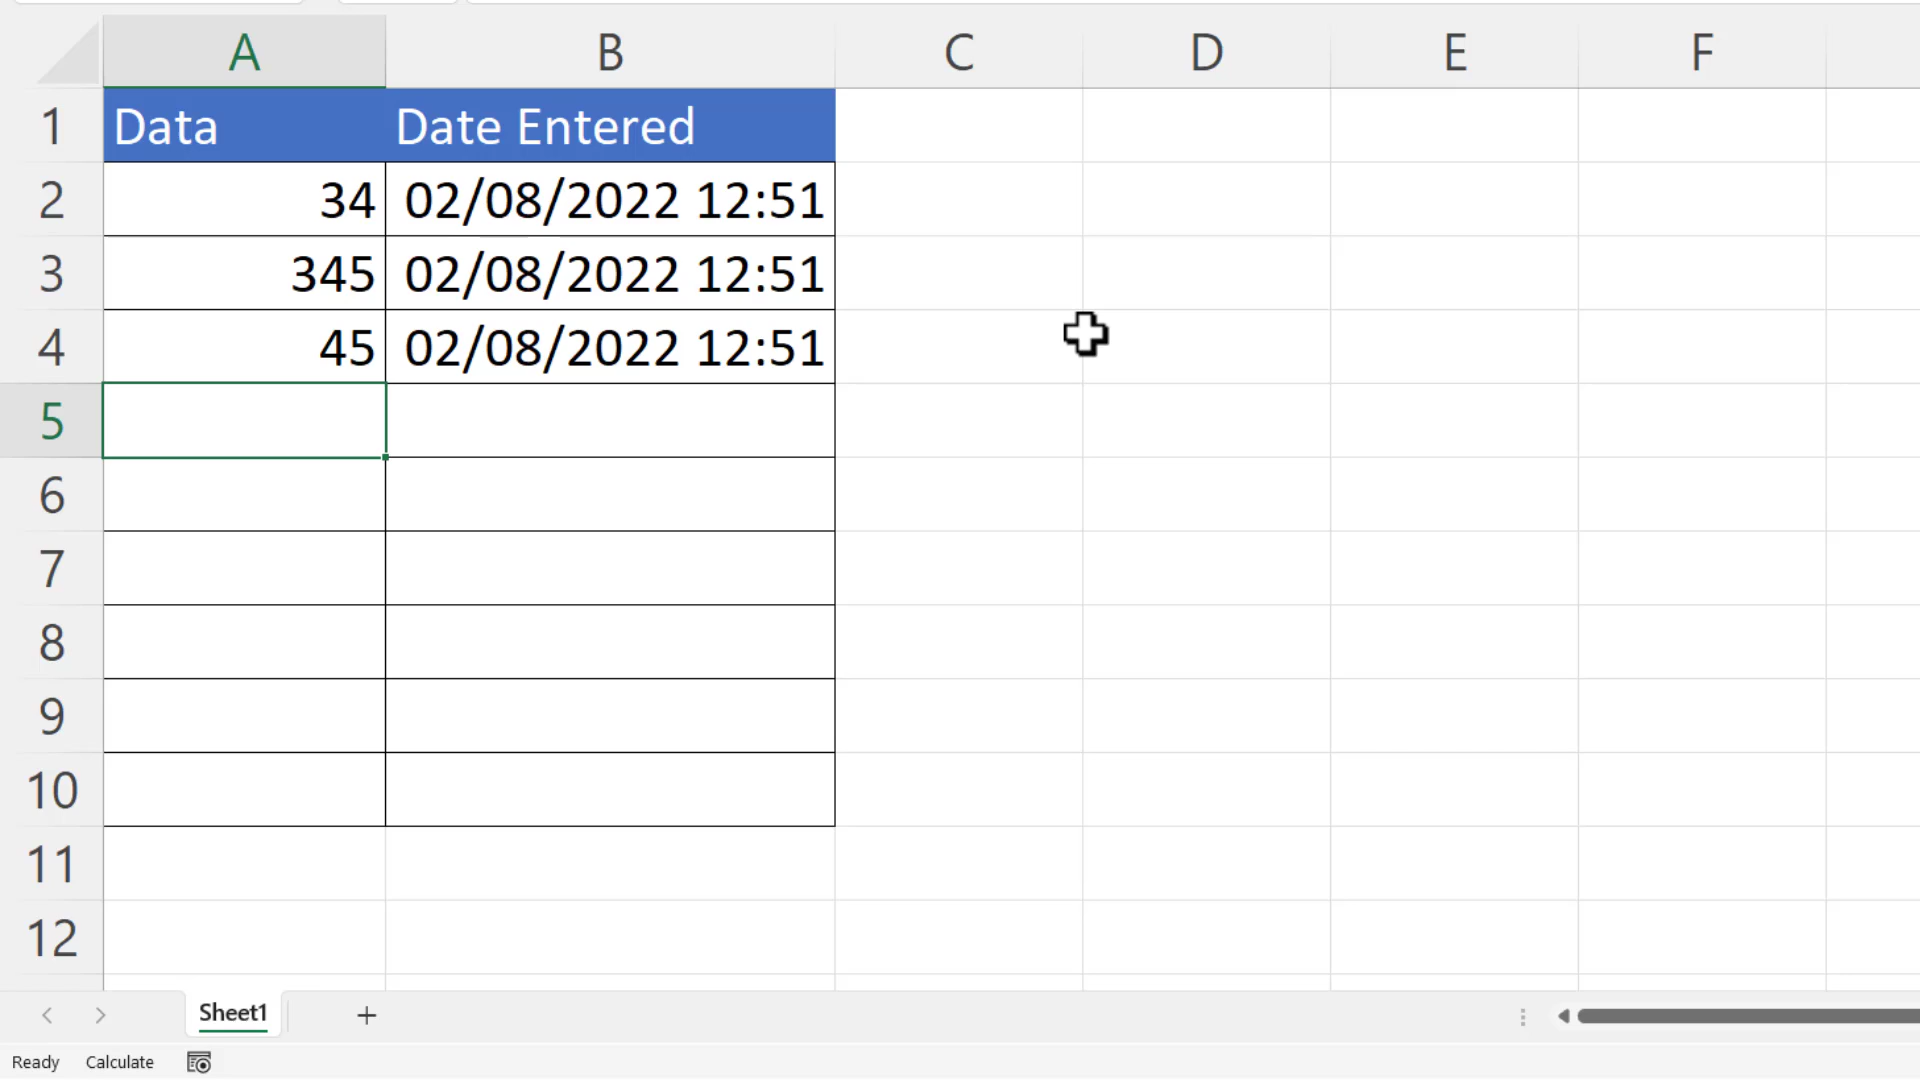 A B C D E F
1 Data Date Entered
2 34 02/08/2022 12:51
3 345 02/08/2022 12:51
4 45 02/08/2022 12:51
5
6
7
8
9
10
11
12
Sheet1
Ready Calculate